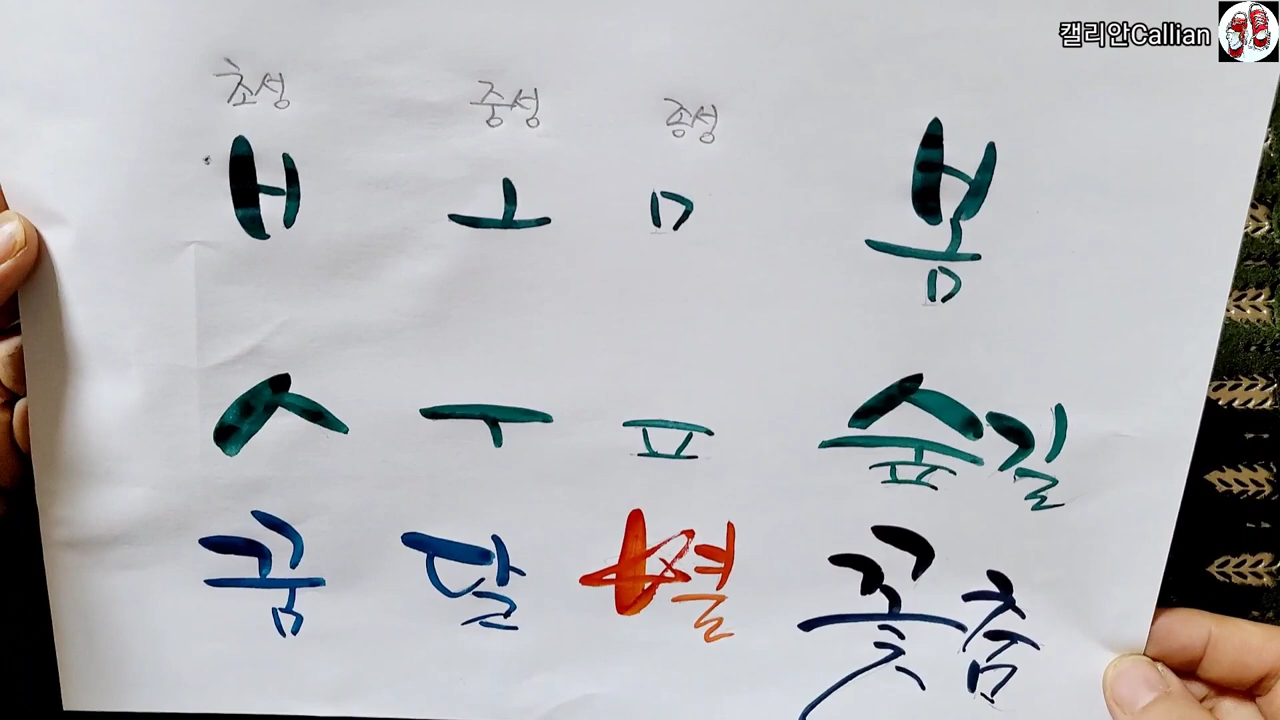 캘리안Callian
초성 중성 종성
ㅂ ㅗ ㅁ 봄
ㅅ ㅜ ㅍ 숲길
꿈 달 별 꽃춤